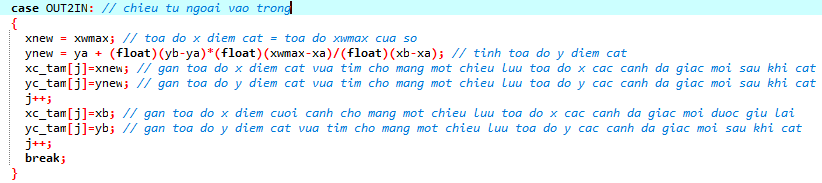 case OUT2IN: // chieu tu ngoai vao trong
{
xnew = xwmax; // toa do x diem cat = toa do xwmax cua so
ynew = ya + (float)(yb-ya)*(float)(xwmax-xa)/(float)(xb-xa); // tinh toa do y diem cat
xc_tam[j]=xnew; // gan toa do x diem cat vua tim cho mang mot chieu luu toa do x cac canh da giac moi sau khi cat
yc_tam[j]=ynew; // gan toa do y diem cat vua tim cho mang mot chieu luu toa do y cac canh da giac moi sau khi cat
j++;
xc_tam[j]=xb; // gan toa do x diem cuoi canh cho mang mot chieu luu toa do x cac canh da giac moi duoc giu lai
yc_tam[j]=yb; // gan toa do y diem cat vua tim cho mang mot chieu luu toa do y cac canh da giac moi sau khi cat
j++;
break;
}